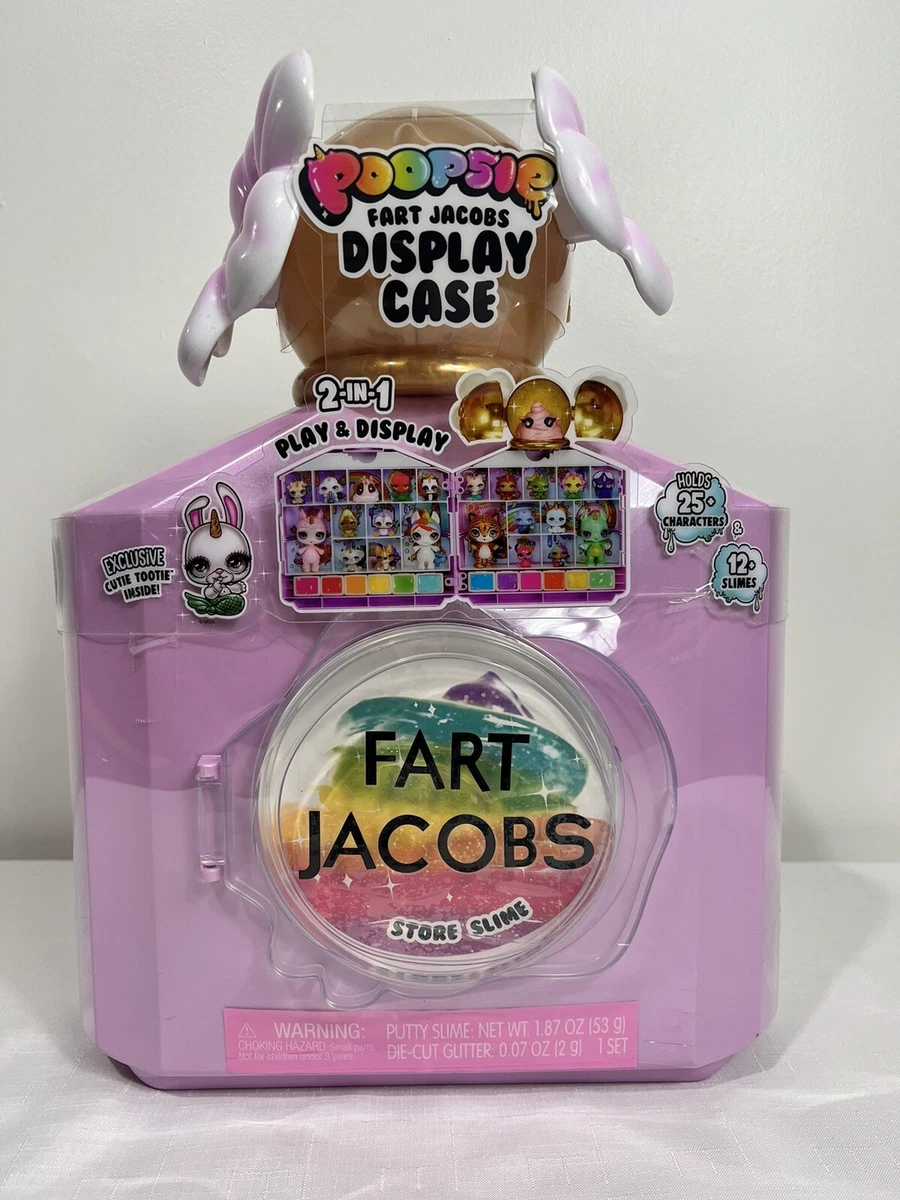 POOPSIE
FART JACOBS
DISPLAY
CASE
2-IN-1
PLAY & DISPLAY
HOLDS
25+
CHARACTERS
&
12+
SLIMES
EXCLUSIVE
CUTIE TOOTIE™
INSIDE!
FART
JACOBS
STORE SLIME
WARNING:
CHOKING HAZARD-Small parts.
Not for children under 3 years.
PUTTY SLIME: NET WT. 1.87 OZ (53 g)
DIE-CUT GLITTER: 0.07 OZ (2 g) 1 SET